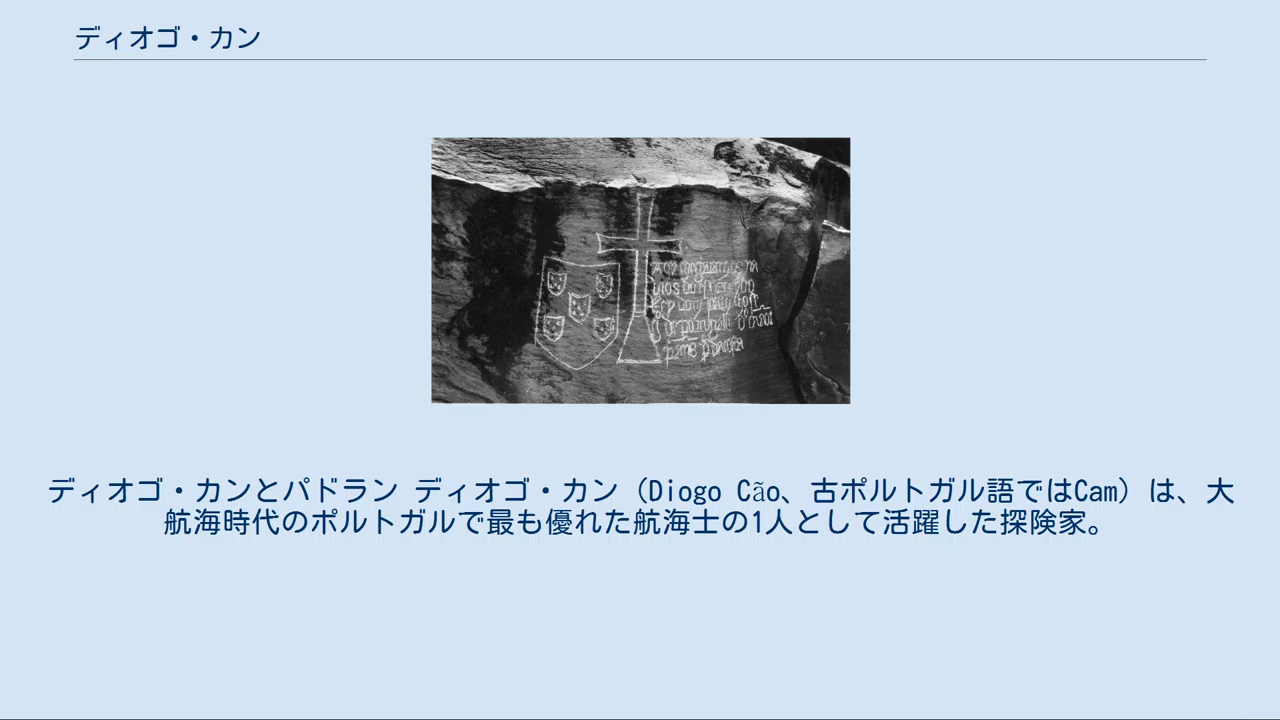 ディオゴ・カン
ディオゴ・カンとパドラン ディオゴ・カン（Diogo Cão、古ポルトガル語ではCam）は、大
航海時代のポルトガルで最も優れた航海士の1人として活躍した探険家。